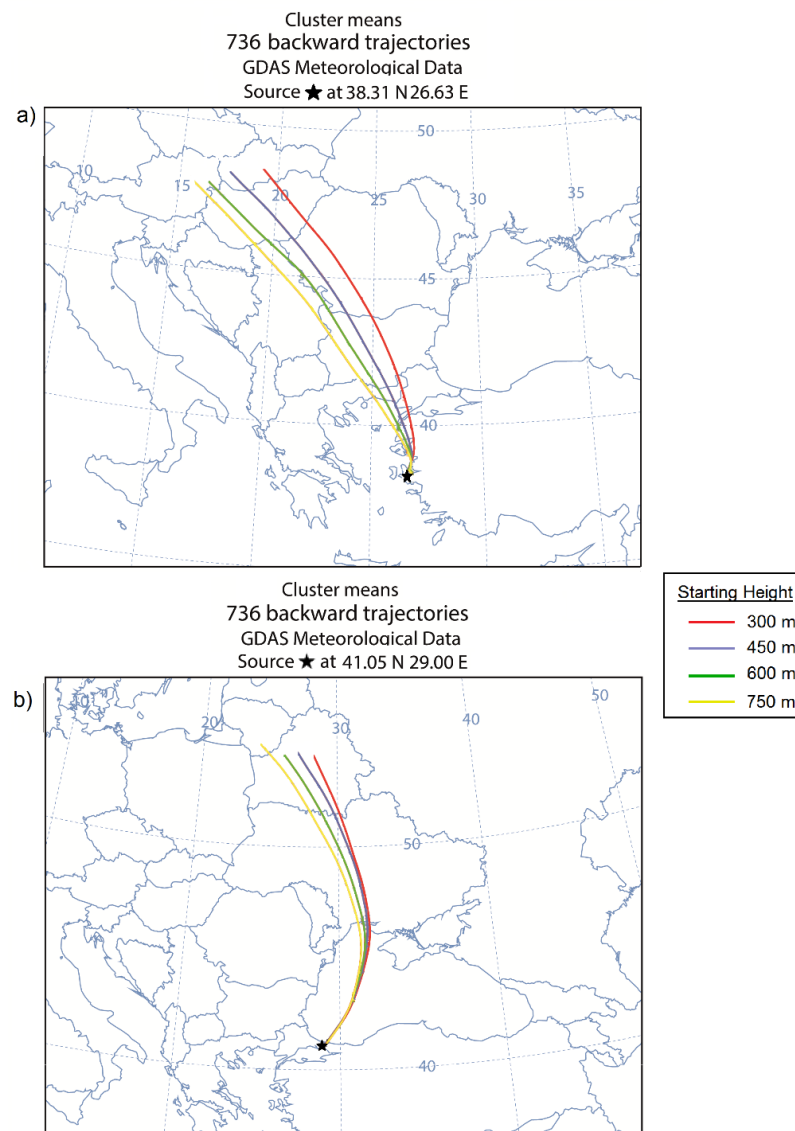 Cluster means
736 backward trajectories
GDAS Meteorological Data
Source ★ at 38.31 N 26.63 E
a)
50
10
15
20
25
30
35
45
40
Cluster means
736 backward trajectories
GDAS Meteorological Data
Source ★ at 41.05 N 29.00 E
Starting Height
300 m
450 m
600 m
750 m
b)
10
20
30
40
50
50
40